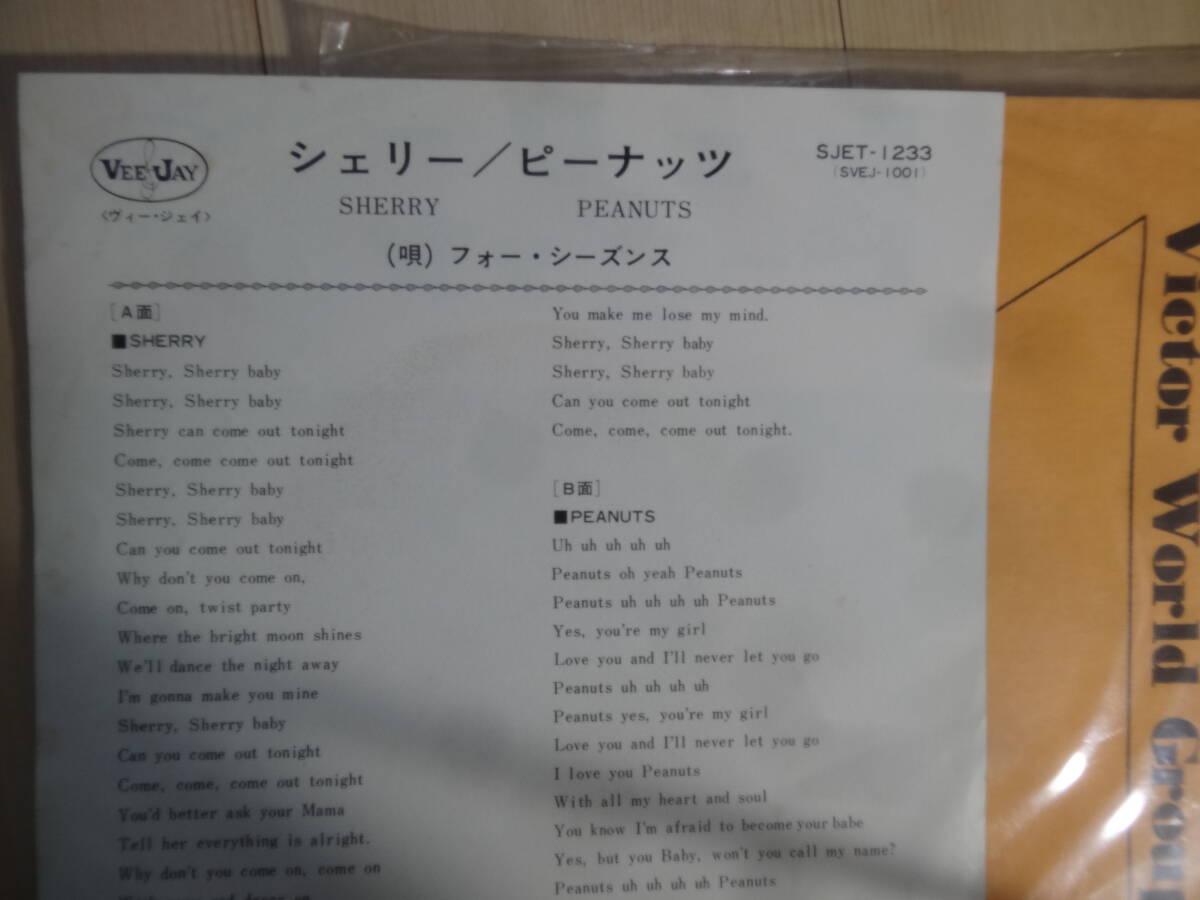 VEE JAY
〈ヴィー・ジェイ〉
シェリー／ピーナッツ
SHERRY PEANUTS
(唄) フォー・シーズンス
SJET-1233
(SVEJ-1001)
[A面]
■SHERRY
Sherry, Sherry baby
Sherry, Sherry baby
Sherry can come out tonight
Come, come come out tonight
Sherry, Sherry baby
Sherry, Sherry baby
Can you come out tonight
Why don't you come on,
Come on, twist party
Where the bright moon shines
We'll dance the night away
I'm gonna make you mine
Sherry, Sherry baby
Can you come out tonight
Come, come, come out tonight
You'd better ask your Mama
Tell her everything is alright.
Why don't you come on, come on
You make me lose my mind.
Sherry, Sherry baby
Sherry, Sherry baby
Can you come out tonight
Come, come, come out tonight.
[B面]
■PEANUTS
Uh uh uh uh uh
Peanuts oh yeah Peanuts
Peanuts uh uh uh uh Peanuts
Yes, you're my girl
Love you and I'll never let you go
Peanuts uh uh uh uh
Peanuts yes, you're my girl
Love you and I'll never let you go
I love you Peanuts
With all my heart and soul
You know I'm afraid to become your babe
Yes, but you Baby, won't you call my name?
Peanuts uh uh uh uh Peanuts
Victor World Group